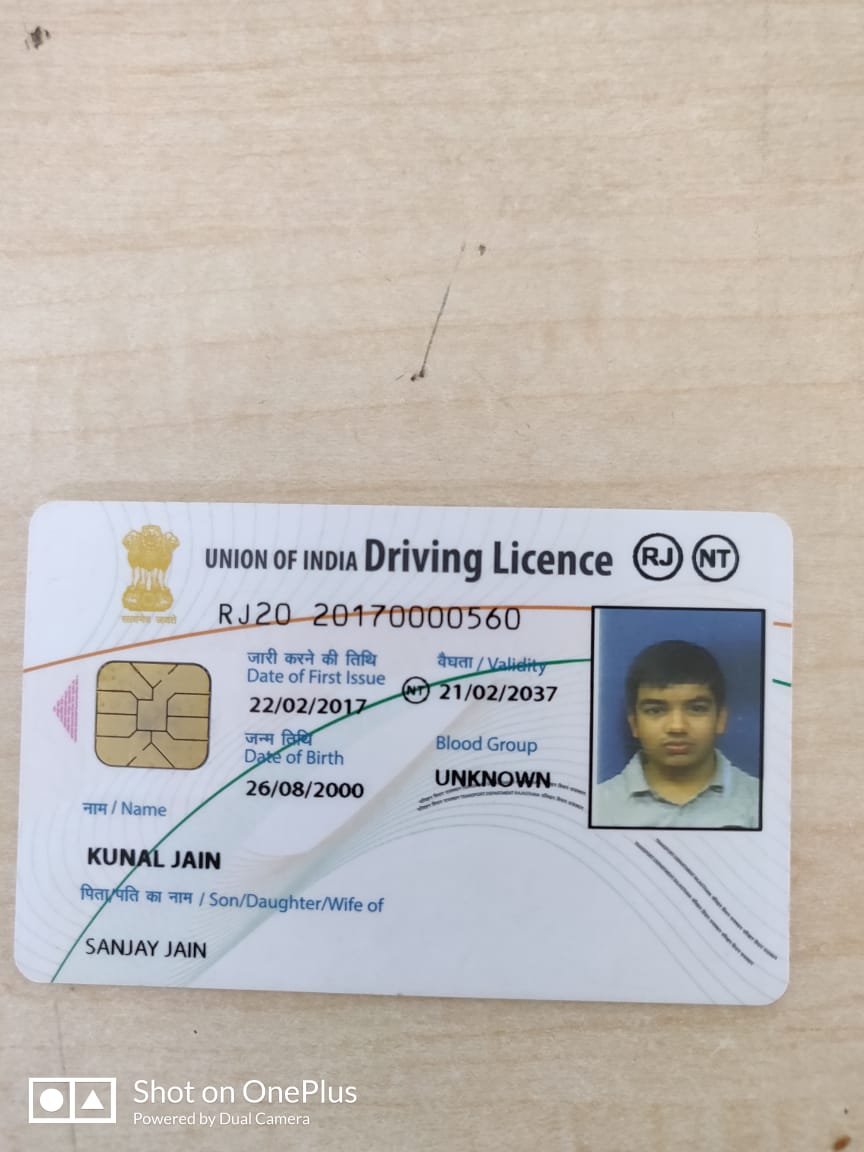 UNION OF INDIA Driving Licence RJ NT
सत्यमेव जयते
RJ20 20170000560
जारी करने की तिथि
Date of First Issue
22/02/2017
वैघता / Validity
NT 21/02/2037
जन्म तिथि
Date of Birth
26/08/2000
Blood Group
UNKNOWN
नाम / Name
KUNAL JAIN
पिता/पति का नाम / Son/Daughter/Wife of
SANJAY JAIN
Shot on OnePlus
Powered by Dual Camera